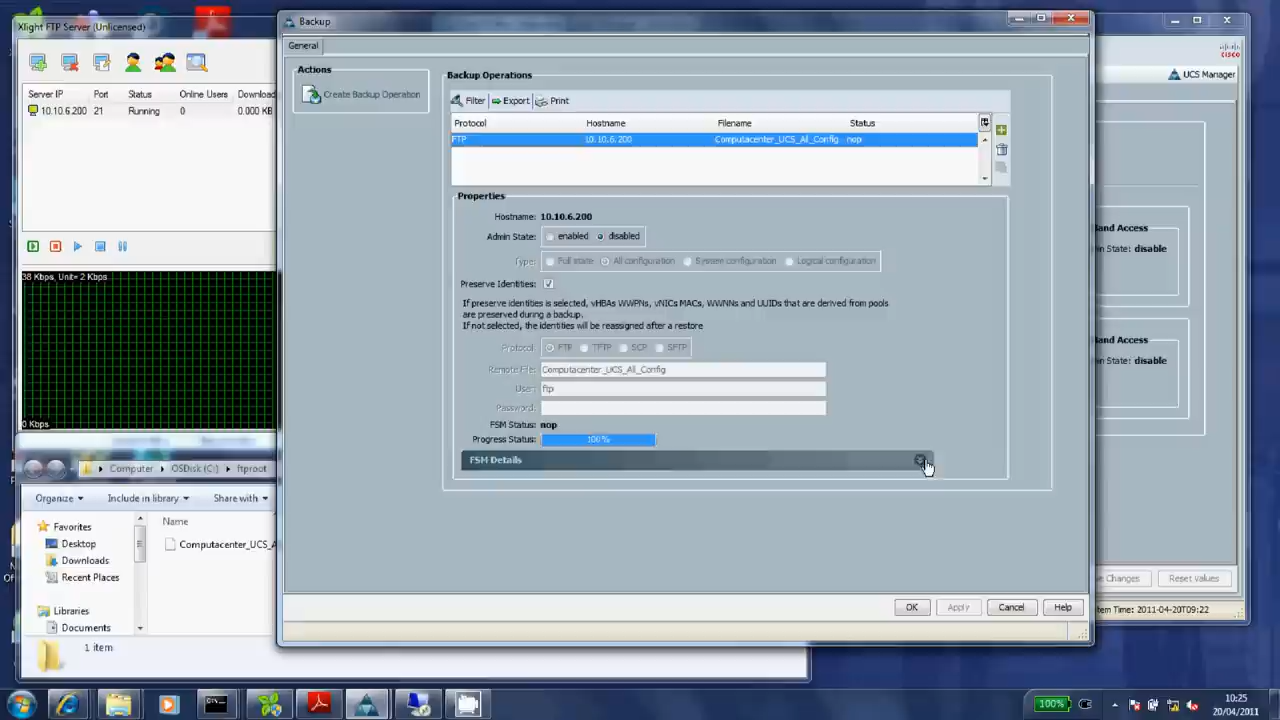 Xlight FTP Server (Unlicensed)
Server IP Port Status Online Users Download
10.10.6.200 21 Running 0 0.000 KB
38 Kbps, Unit= 2 Kbps
0 Kbps
Computer OSDisk (C:) ftproot
Organize Include in library Share with
Favorites
Desktop
Downloads
Recent Places
Libraries
Documents
Name
Computacenter_UCS_A
1 item
Backup
General
Actions
Create Backup Operation
Backup Operations
Filter Export Print
Protocol Hostname Filename Status
FTP 10.10.6.200 Computacenter_UCS_All_Config nop
Properties
Hostname: 10.10.6.200
Admin State: enabled disabled
Type: Full state All configuration System configuration Logical configuration
Preserve Identities:
If preserve identities is selected, vHBAs WWPNs, vNICs MACs, WWNNs and UUIDs that are derived from pools
are preserved during a backup.
If not selected, the identities will be reassigned after a restore
Protocol: FTP TFTP SCP SFTP
Remote File: Computacenter_UCS_All_Config
User: ftp
Password:
FSM Status: nop
Progress Status: 100%
FSM Details
OK Apply Cancel Help
cisco
UCS Manager
Band Access
n State: disable
Band Access
n State: disable
e Changes Reset Values
tem Time: 2011-04-20T09:22
100%
10:25
20/04/2011